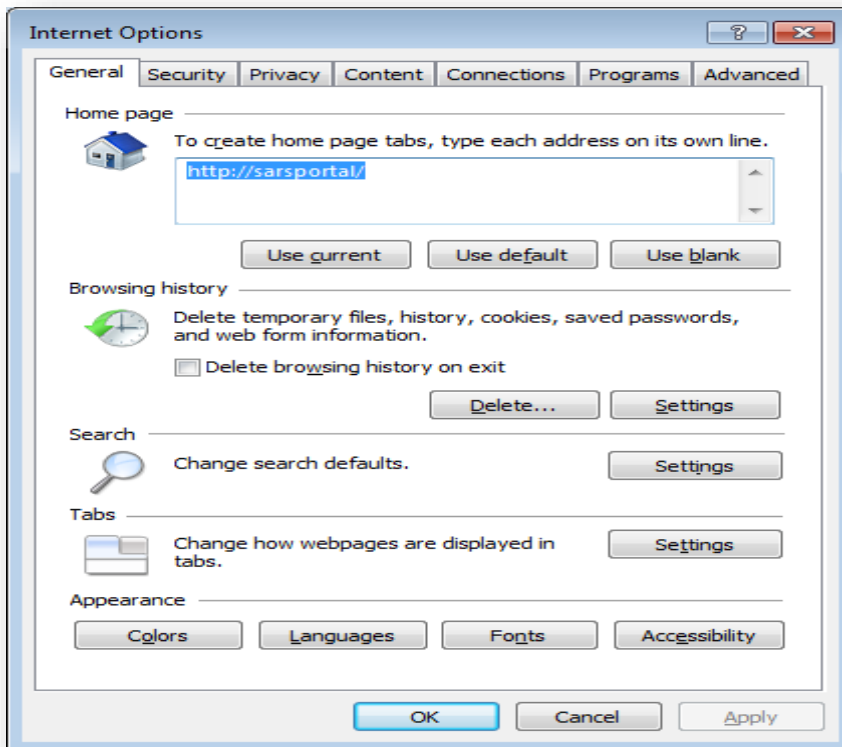 Internet Options
General Security Privacy Content Connections Programs Advanced
Home page
To create home page tabs, type each address on its own line.
http://sarsportal/
Use current Use default Use blank
Browsing history
Delete temporary files, history, cookies, saved passwords,
and web form information.
Delete browsing history on exit
Delete... Settings
Search
Change search defaults. Settings
Tabs
Change how webpages are displayed in
tabs.
Settings
Appearance
Colors Languages Fonts Accessibility
OK Cancel Apply